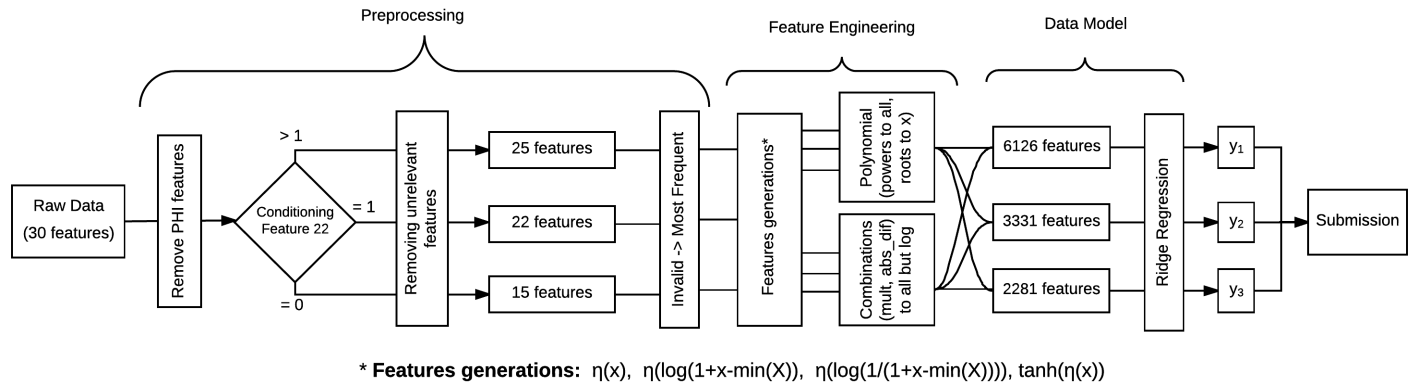 Preprocessing
Feature Engineering
Data Model
Raw Data
(30 features)
Remove PHI features
> 1
Conditioning
Feature 22
= 1
= 0
Removing unrelevant
features
25 features
22 features
15 features
Invalid -> Most Frequent
Features generations*
Polynomial
(powers to all,
roots to x)
Combinations
(mult, abs_dif)
to all but log
6126 features
3331 features
2281 features
Ridge Regression
y₁
y₂
y₃
Submission
* Features generations: η(x), η(log(1+x-min(X)), η(log(1/(1+x-min(X)))), tanh(η(x))